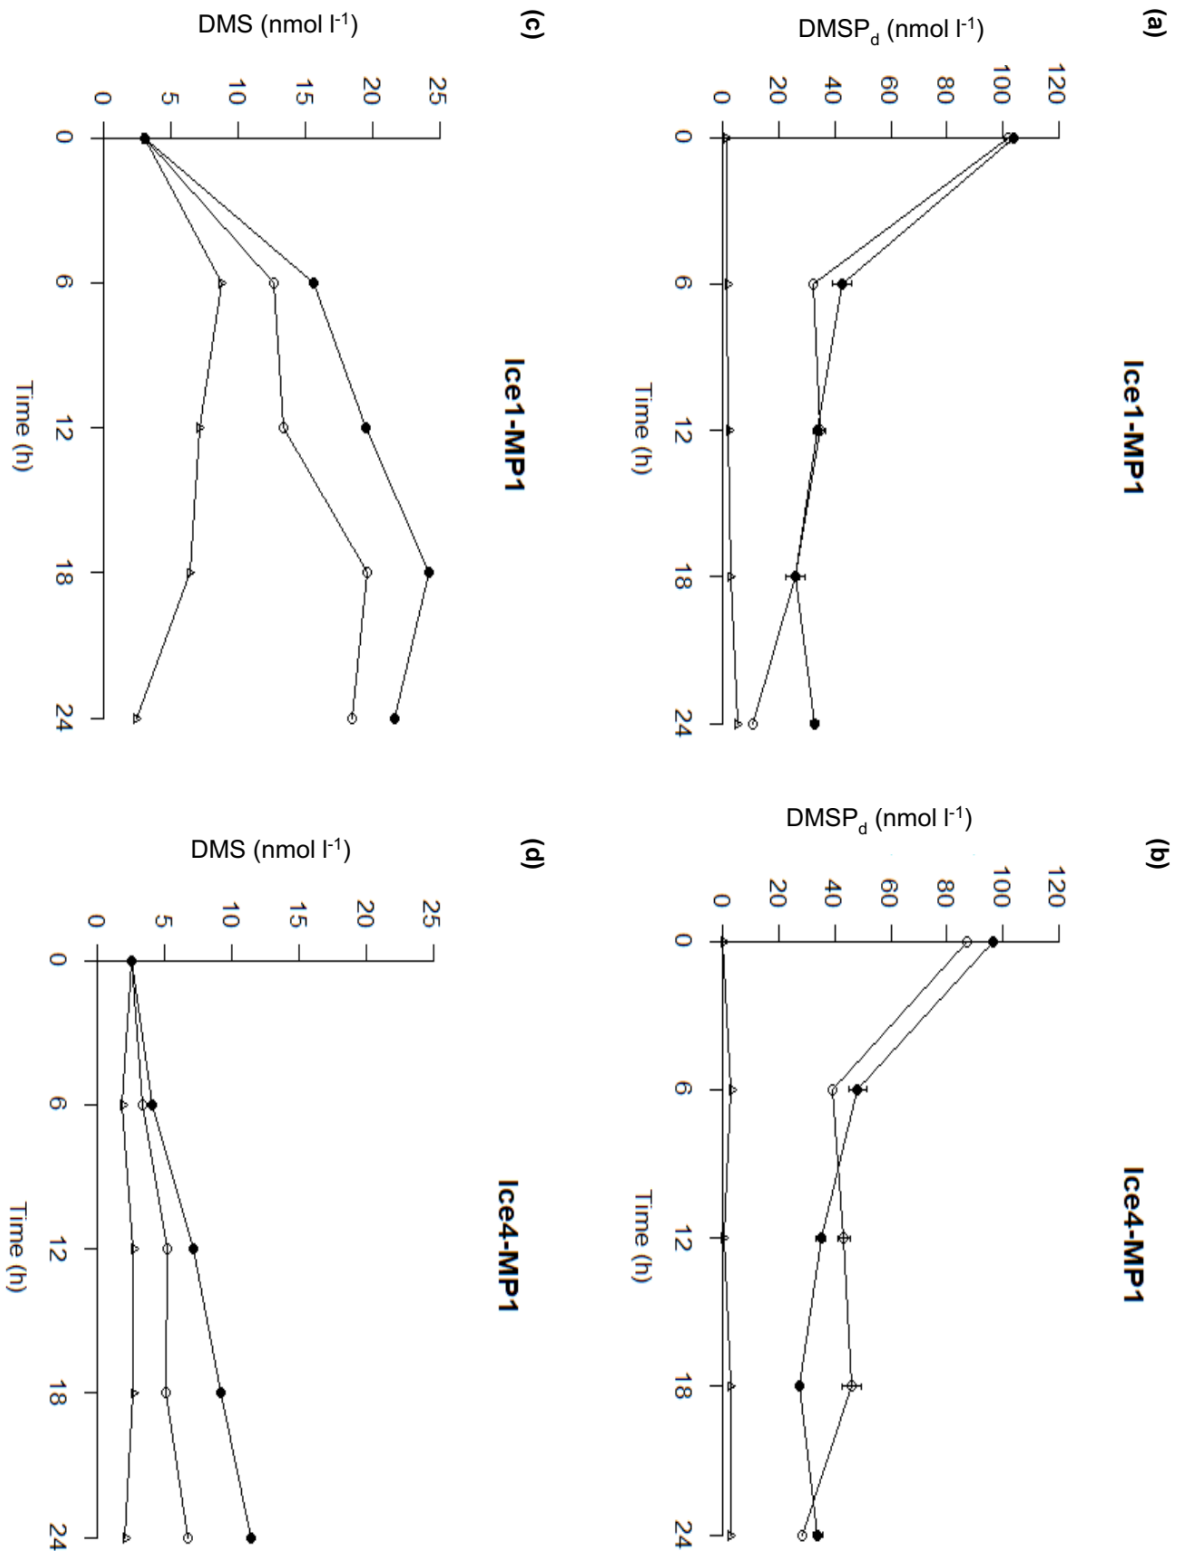 (a)
Ice1-MP1
DMSPd (nmol l-1)
0 20 40 60 80 100 120
0 6 12 18 24
Time (h)
(b)
Ice4-MP1
DMSPd (nmol l-1)
0 20 40 60 80 100 120
0 6 12 18 24
Time (h)
(c)
Ice1-MP1
DMS (nmol l-1)
0 5 10 15 20 25
0 6 12 18 24
Time (h)
(d)
Ice4-MP1
DMS (nmol l-1)
0 5 10 15 20 25
0 6 12 18 24
Time (h)